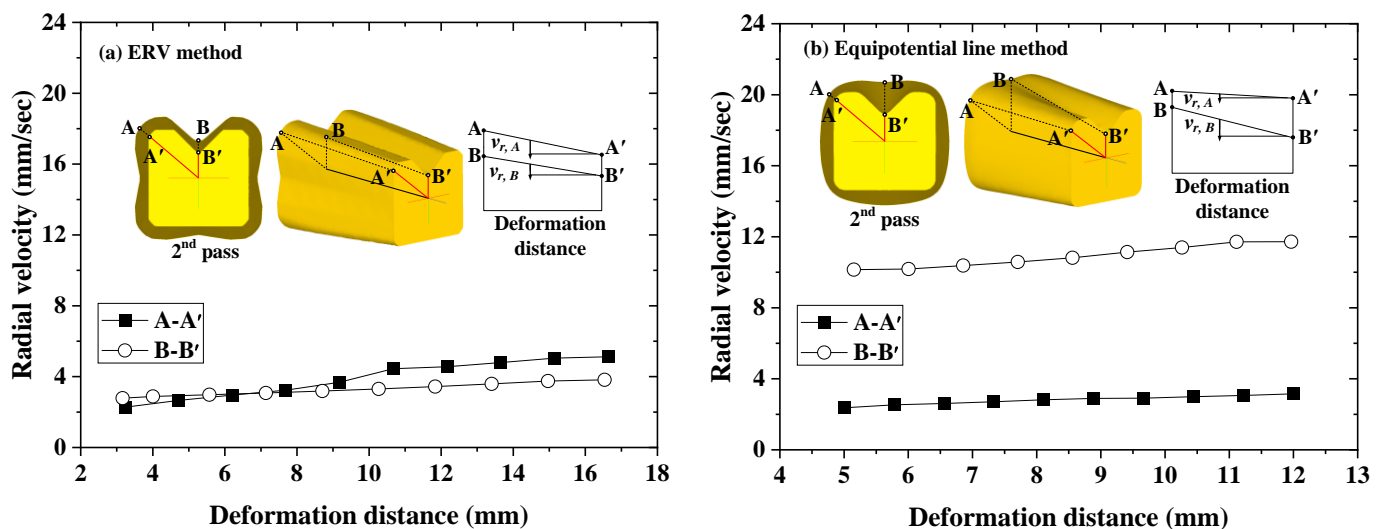 (a) ERV method
Radial velocity (mm/sec)
24
20
16
12
8
4
0
A
B
A′
B′
2nd pass
A
B
A′
B′
A
B
vr, A
vr, B
A′
B′
Deformation
distance
A-A′
B-B′
2 4 6 8 10 12 14 16 18
Deformation distance (mm)
(b) Equipotential line method
Radial velocity (mm/sec)
24
20
16
12
8
4
0
A
B
A′
B′
2nd pass
A
B
A′
B′
A
B
vr, A
vr, B
A′
B′
Deformation
distance
A-A′
B-B′
4 5 6 7 8 9 10 11 12 13
Deformation distance (mm)